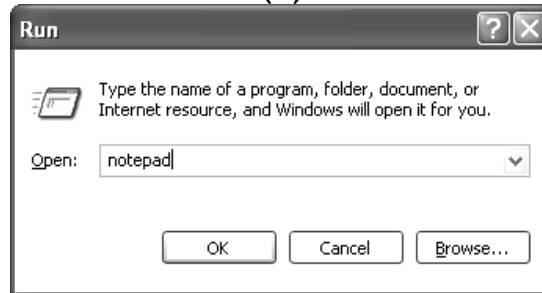 Run
Type the name of a program, folder, document, or
Internet resource, and Windows will open it for you.
Open: notepad
OK Cancel Browse...